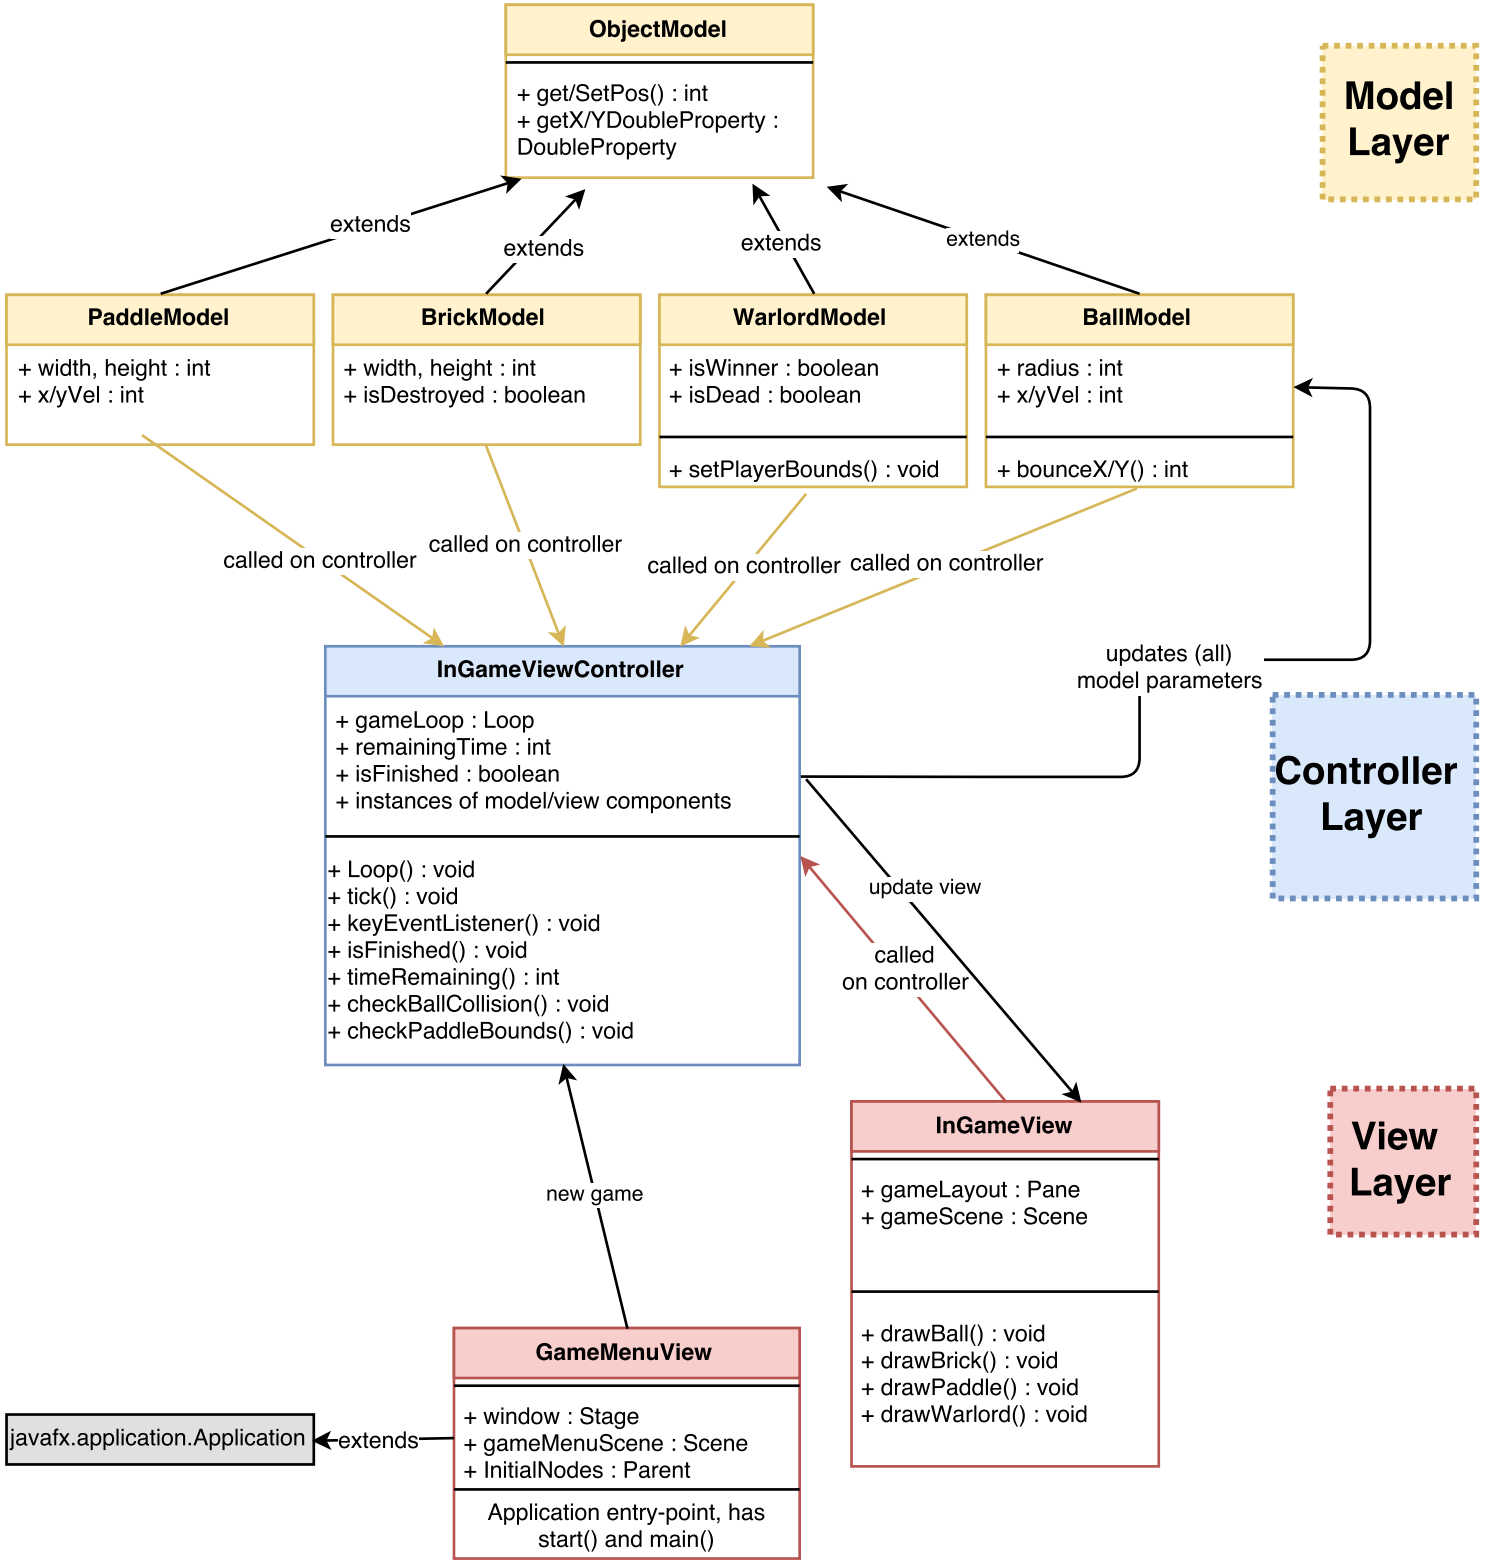 ObjectModel
+ get/SetPos() : int
+ getX/YDoubleProperty :
DoubleProperty
Model
Layer
extends
extends
extends
extends
PaddleModel
+ width, height : int
+ x/yVel : int
BrickModel
+ width, height : int
+ isDestroyed : boolean
WarlordModel
+ isWinner : boolean
+ isDead : boolean
+ setPlayerBounds() : void
BallModel
+ radius : int
+ x/yVel : int
+ bounceX/Y() : int
called on controller
called on controller
called on controller
called on controller
InGameViewController
+ gameLoop : Loop
+ remainingTime : int
+ isFinished : boolean
+ instances of model/view components
+ Loop() : void
+ tick() : void
+ keyEventListener() : void
+ isFinished() : void
+ timeRemaining() : int
+ checkBallCollision() : void
+ checkPaddleBounds() : void
updates (all)
model parameters
Controller
Layer
update view
called
on controller
View
Layer
InGameView
+ gameLayout : Pane
+ gameScene : Scene
+ drawBall() : void
+ drawBrick() : void
+ drawPaddle() : void
+ drawWarlord() : void
new game
GameMenuView
+ window : Stage
+ gameMenuScene : Scene
+ InitialNodes : Parent
Application entry-point, has
start() and main()
extends
javafx.application.Application